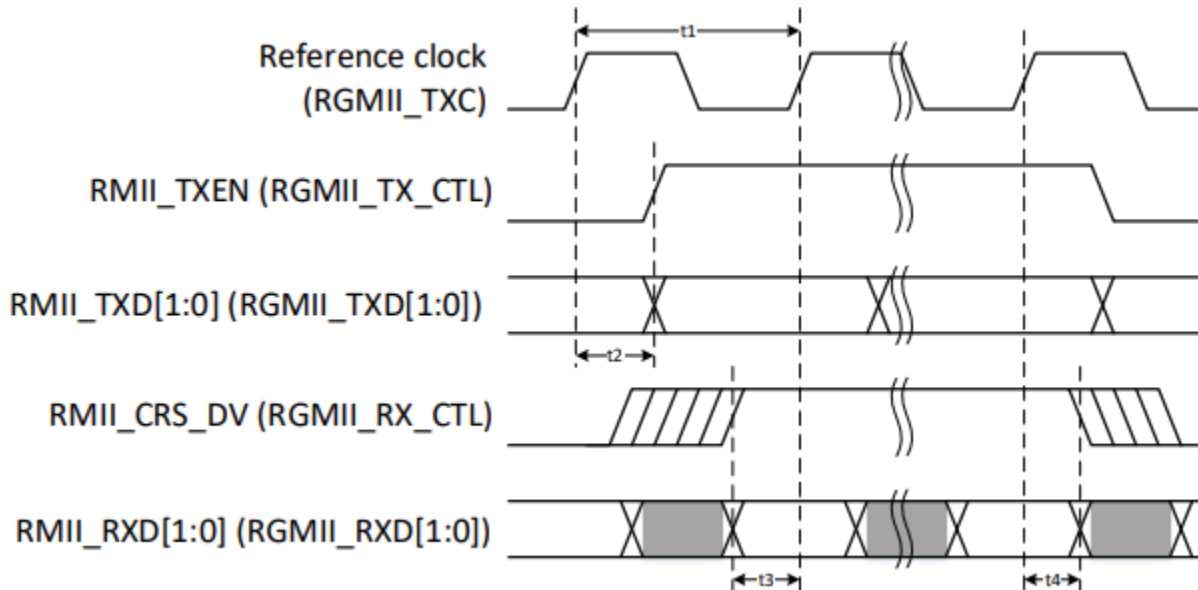 t1
Reference clock
(RGMII_TXC)
RMII_TXEN (RGMII_TX_CTL)
RMII_TXD[1:0] (RGMII_TXD[1:0])
t2
RMII_CRS_DV (RGMII_RX_CTL)
RMII_RXD[1:0] (RGMII_RXD[1:0])
t3
t4